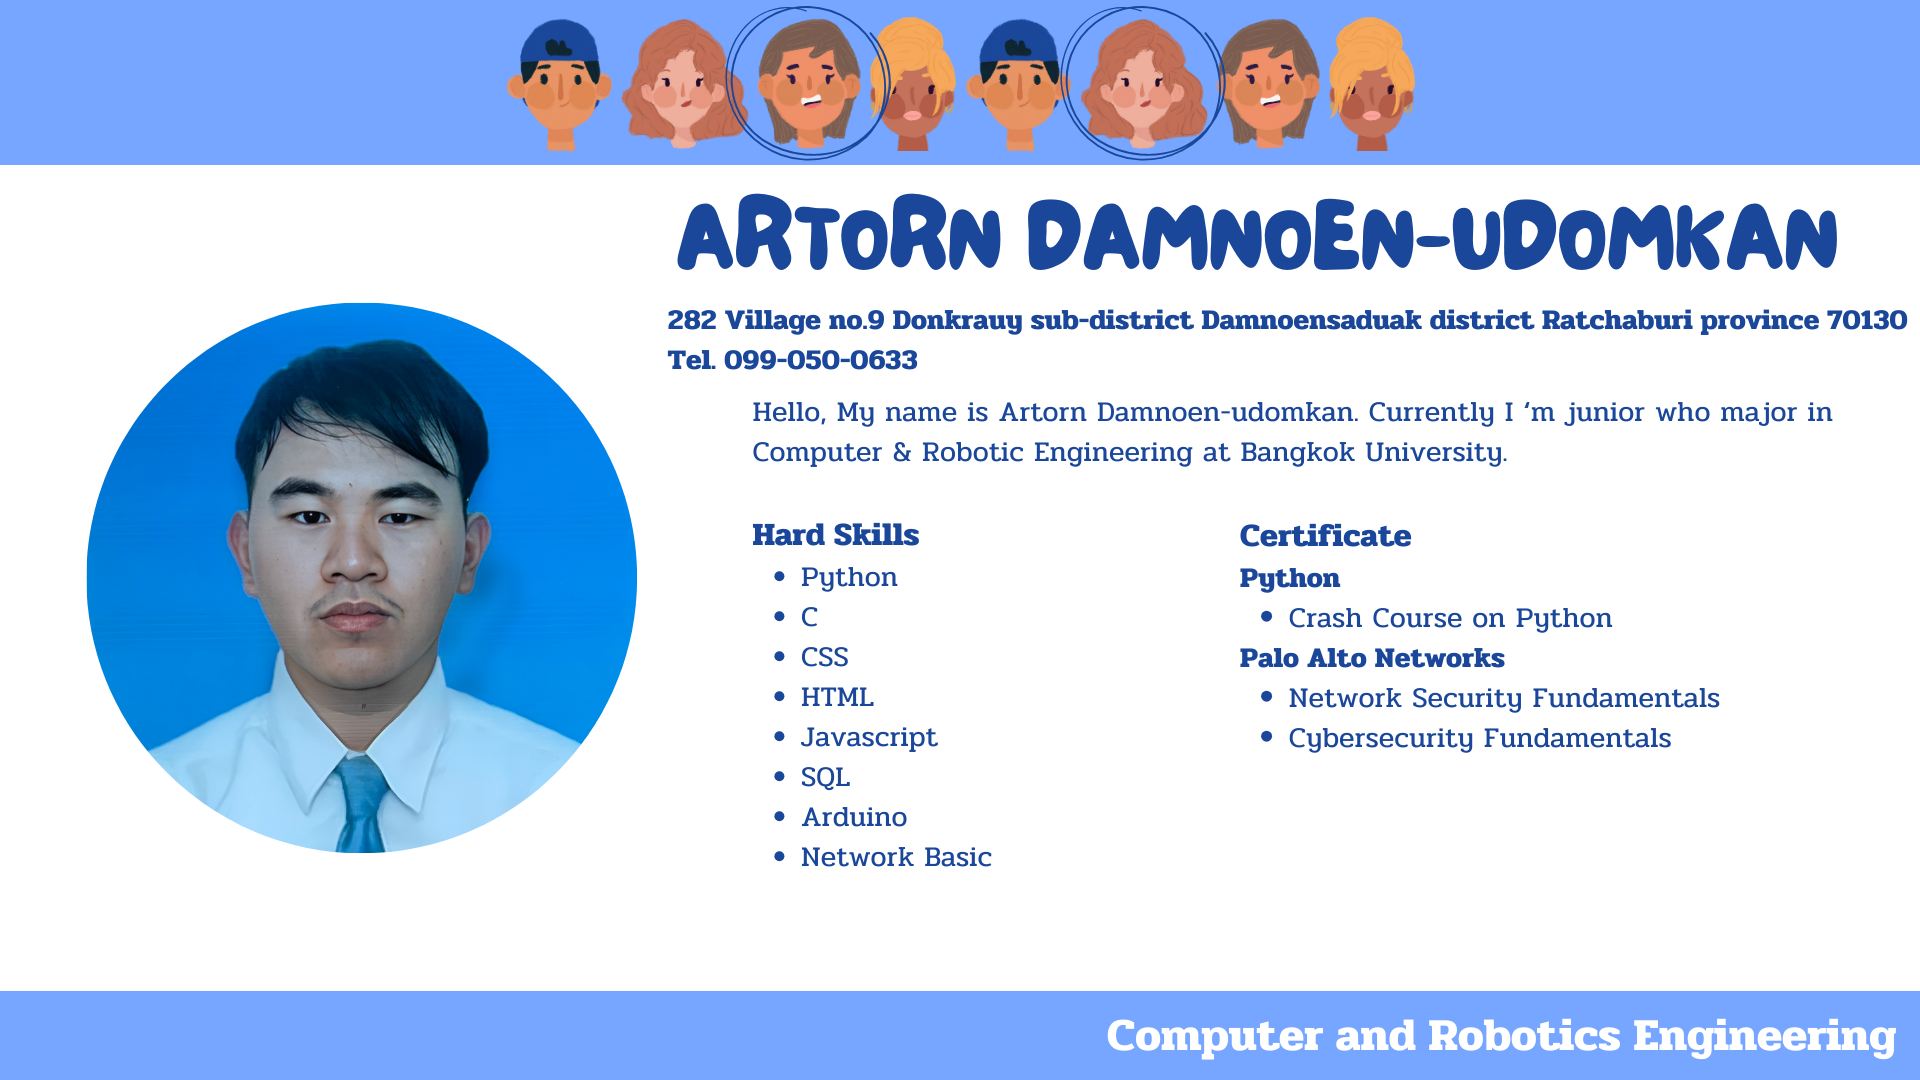 ARTORN DAMNOEN-UDOMKAN
282 Village no.9 Donkrauy sub-district Damnoensaduak district Ratchaburi province 70130
Tel. 099-050-0633
Hello, My name is Artorn Damnoen-udomkan. Currently I ‘m junior who major in
Computer & Robotic Engineering at Bangkok University.
Hard Skills
• Python
• C
• CSS
• HTML
• Javascript
• SQL
• Arduino
• Network Basic
Certificate
Python
• Crash Course on Python
Palo Alto Networks
• Network Security Fundamentals
• Cybersecurity Fundamentals
Computer and Robotics Engineering